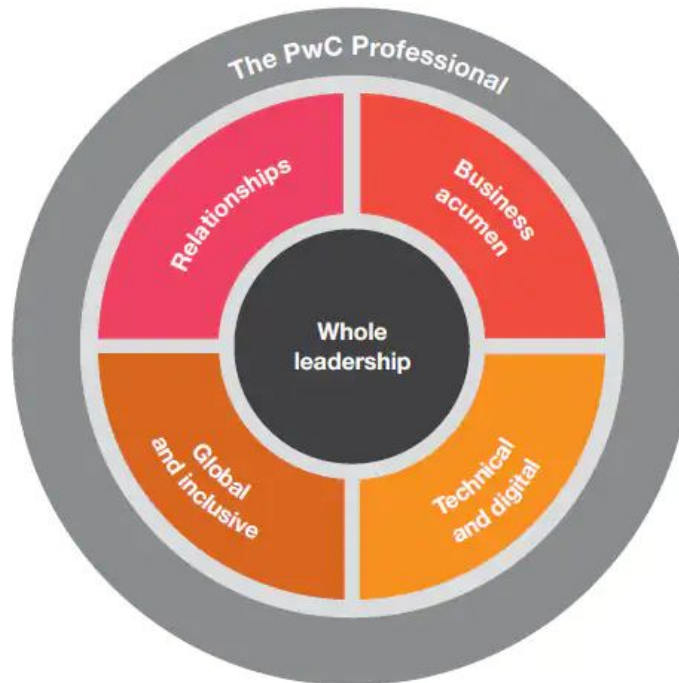 The PwC Professional
Relationships
Business
acumen
Whole
leadership
Global
and inclusive
Technical
and digital